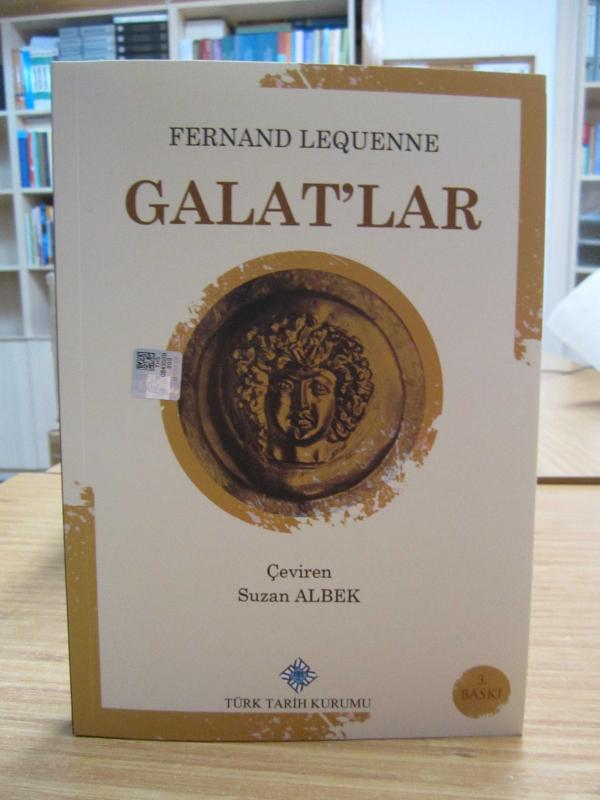 FERNAND LEQUENNE
GALAT'LAR
Çeviren
Suzan ALBEK
TÜRK TARİH KURUMU
3.
BASKI